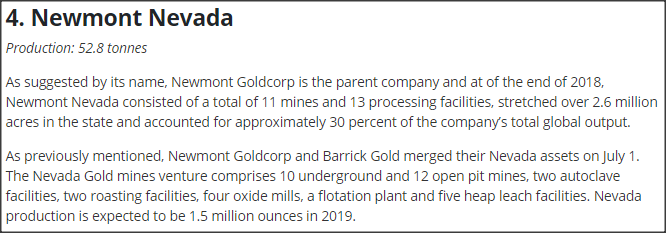 4. Newmont Nevada
Production: 52.8 tonnes
As suggested by its name, Newmont Goldcorp is the parent company and at of the end of 2018,
Newmont Nevada consisted of a total of 11 mines and 13 processing facilities, stretched over 2.6 million
acres in the state and accounted for approximately 30 percent of the company's total global output.
As previously mentioned, Newmont Goldcorp and Barrick Gold merged their Nevada assets on July 1.
The Nevada Gold mines venture comprises 10 underground and 12 open pit mines, two autoclave
facilities, two roasting facilities, four oxide mills, a flotation plant and five heap leach facilities. Nevada
production is expected to be 1.5 million ounces in 2019.